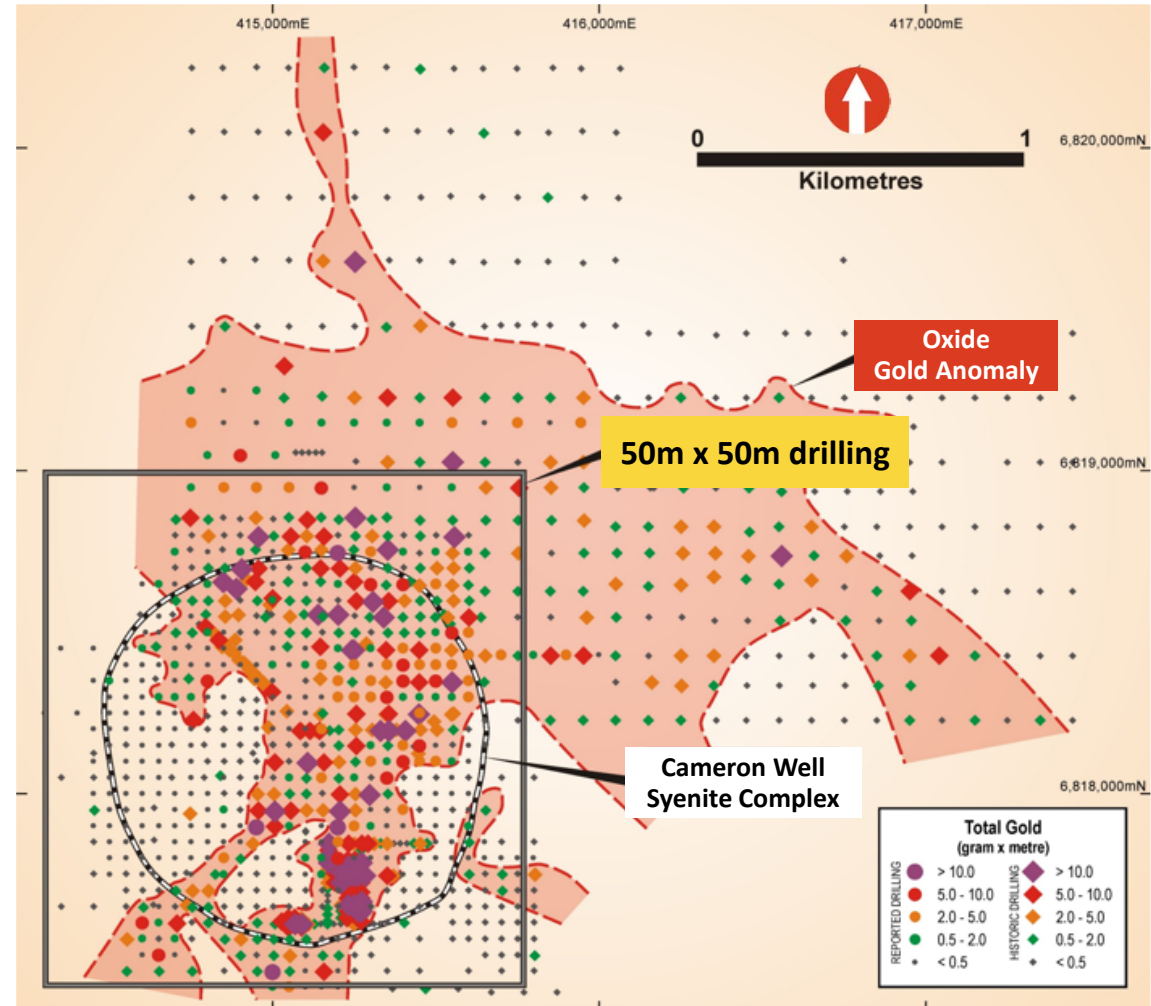 415,000mE
416,000mE
417,000mE
0
1
Kilometres
6,820,000mN
Oxide
Gold Anomaly
50m x 50m drilling
6,819,000mN
Cameron Well
Syenite Complex
6,818,000mN
Total Gold
(gram x metre)
REPORTED DRILLING
> 10.0
5.0 - 10.0
2.0 - 5.0
0.5 - 2.0
< 0.5
HISTORIC DRILLING
> 10.0
5.0 - 10.0
2.0 - 5.0
0.5 - 2.0
< 0.5